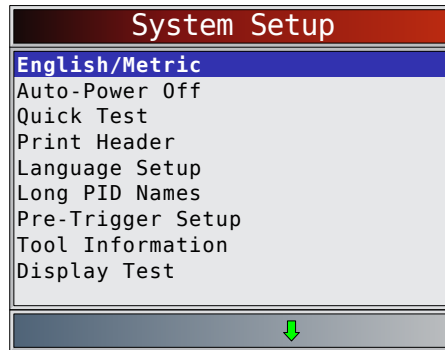 System Setup
English/Metric
Auto-Power Off
Quick Test
Print Header
Language Setup
Long PID Names
Pre-Trigger Setup
Tool Information
Display Test